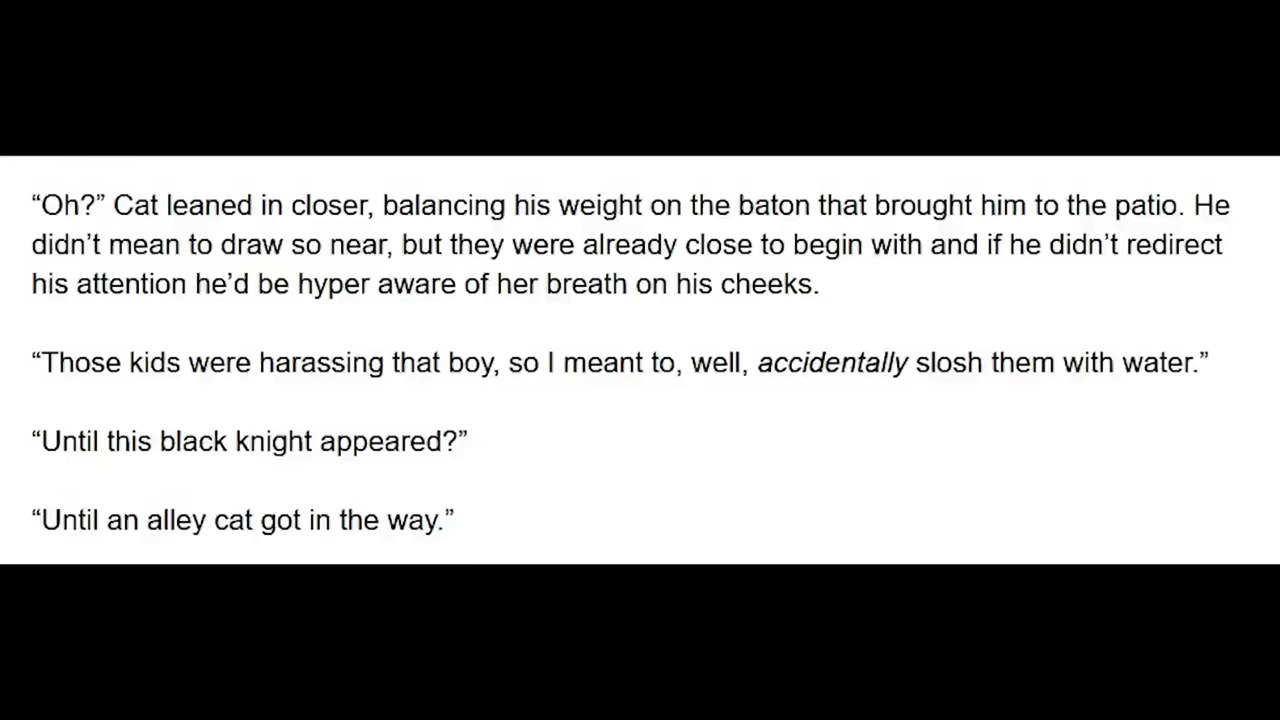 “Oh?” Cat leaned in closer, balancing his weight on the baton that brought him to the patio. He
didn’t mean to draw so near, but they were already close to begin with and if he didn’t redirect
his attention he’d be hyper aware of her breath on his cheeks.
“Those kids were harassing that boy, so I meant to, well, accidentally slosh them with water.”
“Until this black knight appeared?”
“Until an alley cat got in the way.”